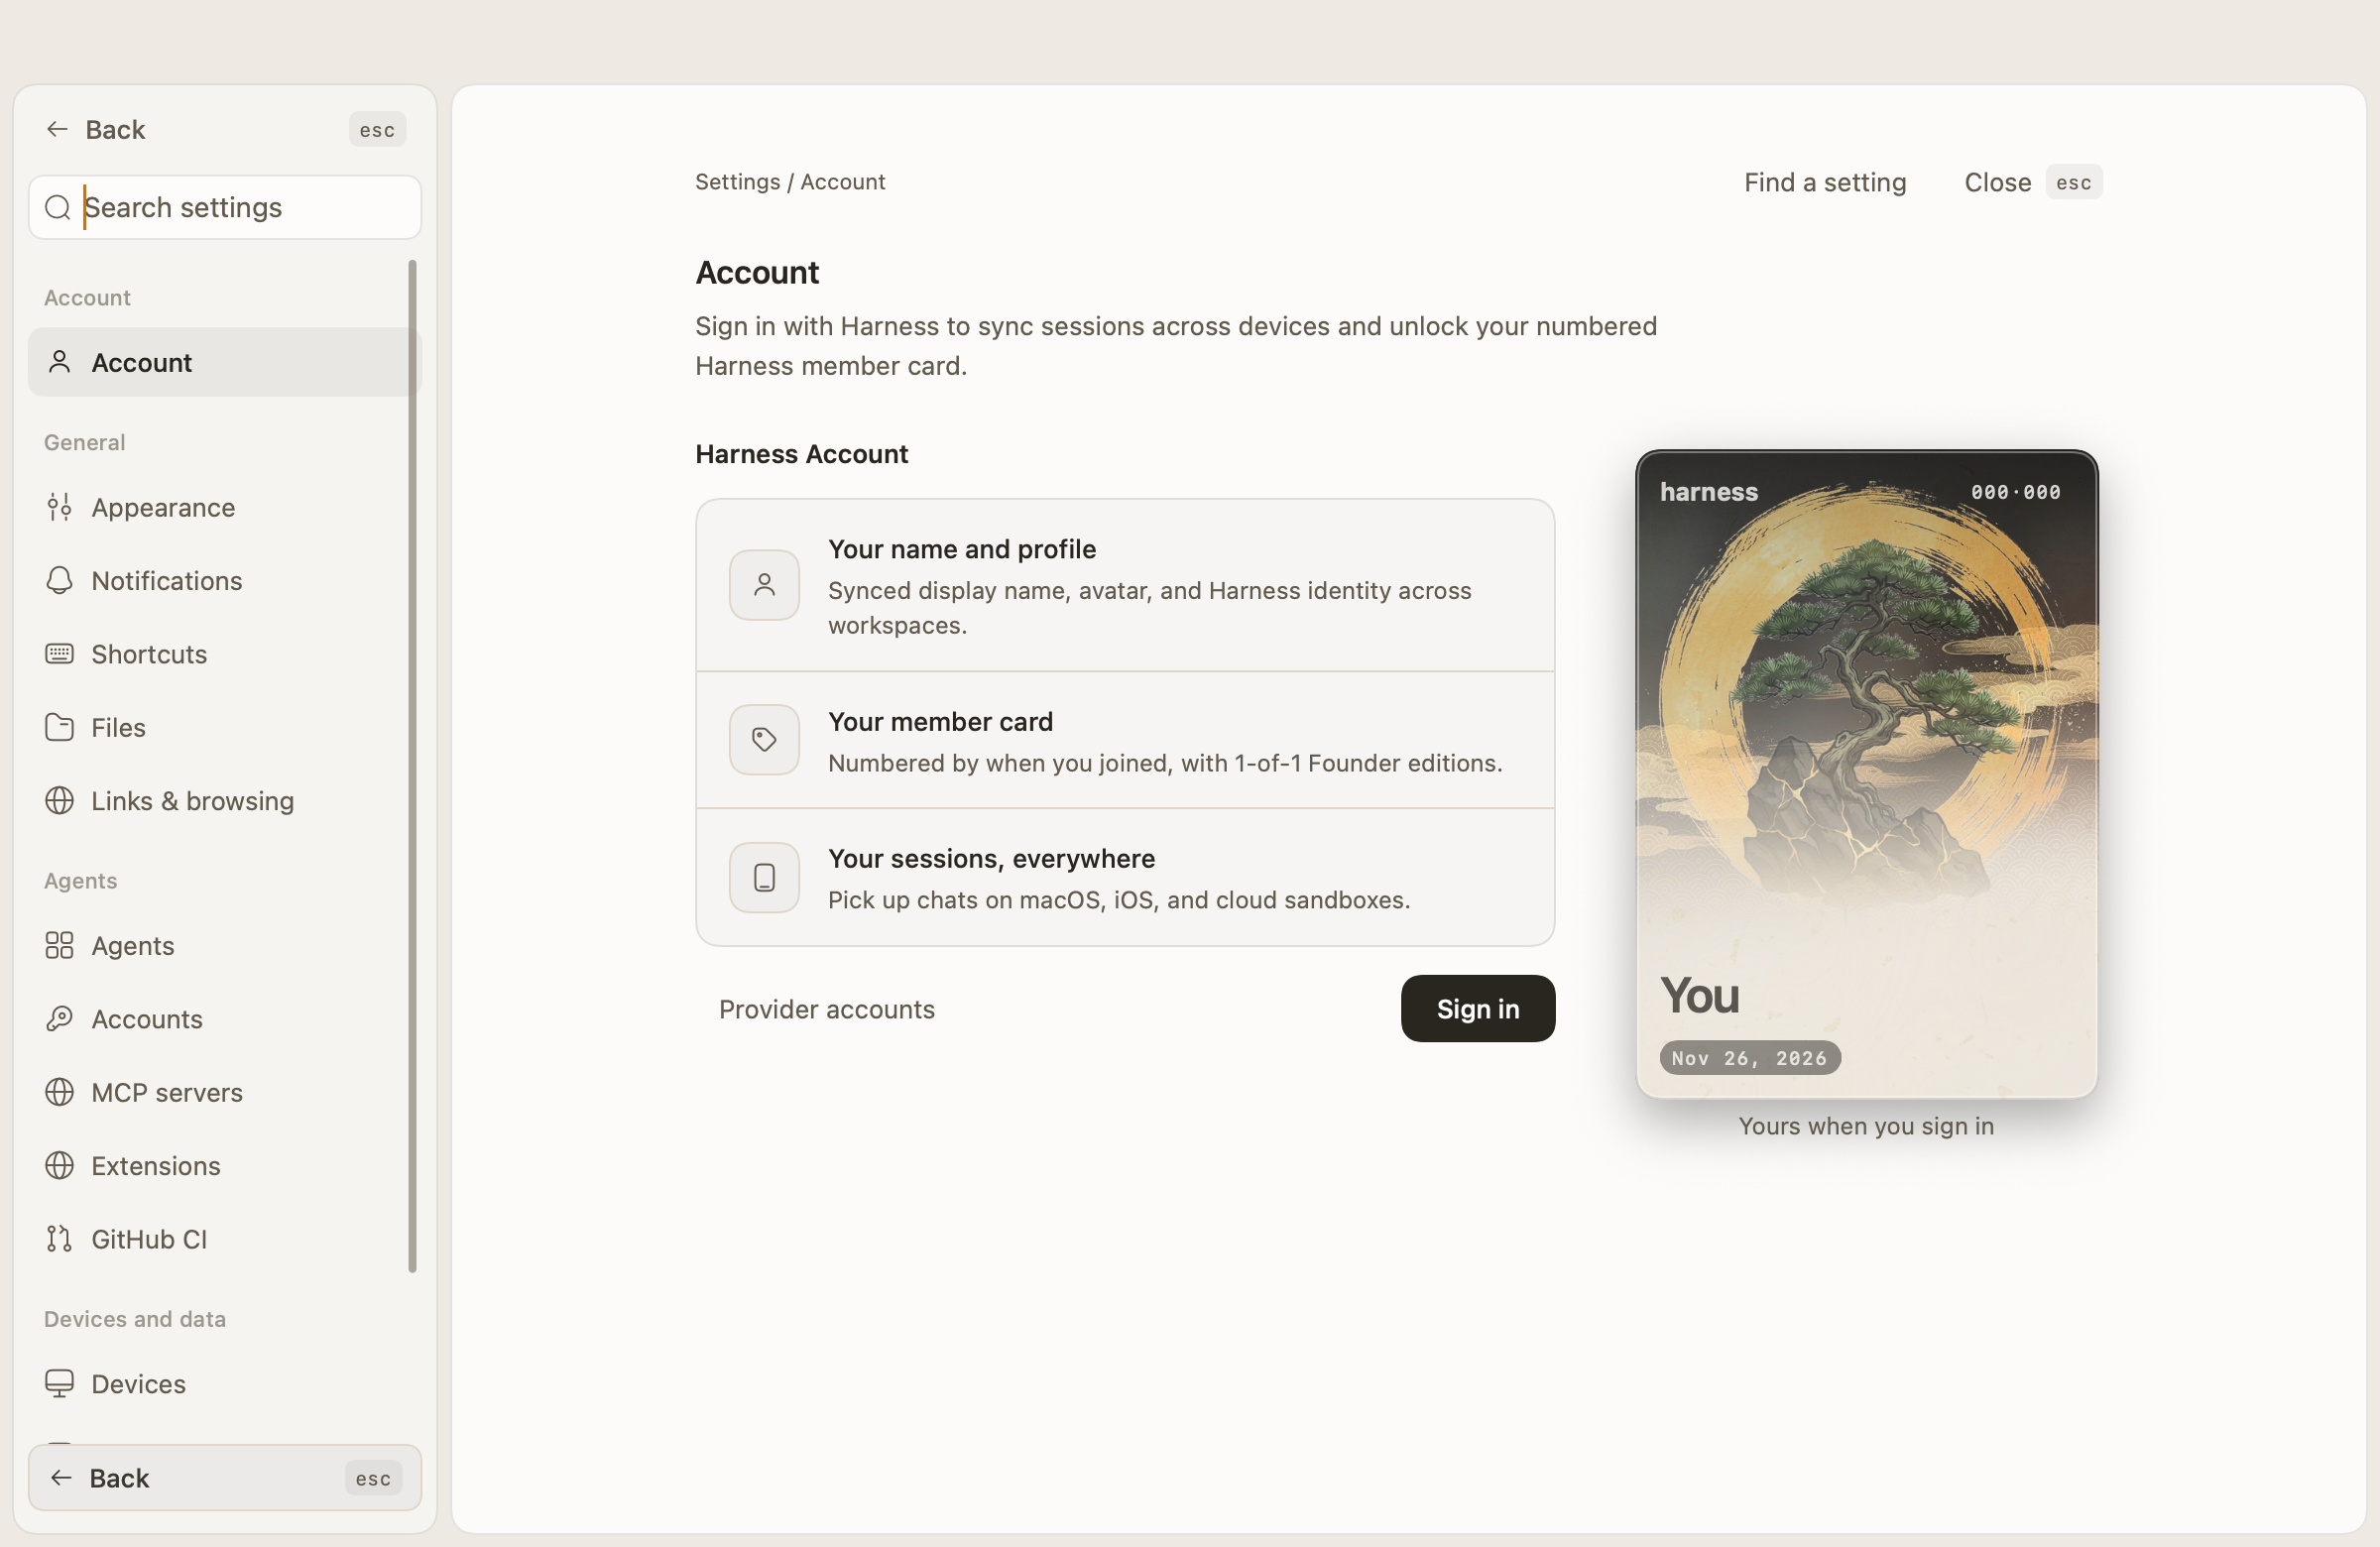 Back esc
Search settings
Account
Account
General
Appearance
Notifications
Shortcuts
Files
Links & browsing
Agents
Agents
Accounts
MCP servers
Extensions
GitHub CI
Devices and data
Devices
Back esc
Settings / Account
Find a setting
Close esc
Account
Sign in with Harness to sync sessions across devices and unlock your numbered
Harness member card.
Harness Account
Your name and profile
Synced display name, avatar, and Harness identity across
workspaces.
Your member card
Numbered by when you joined, with 1-of-1 Founder editions.
Your sessions, everywhere
Pick up chats on macOS, iOS, and cloud sandboxes.
Provider accounts
Sign in
harness 000·000
You
Nov 26, 2026
Yours when you sign in